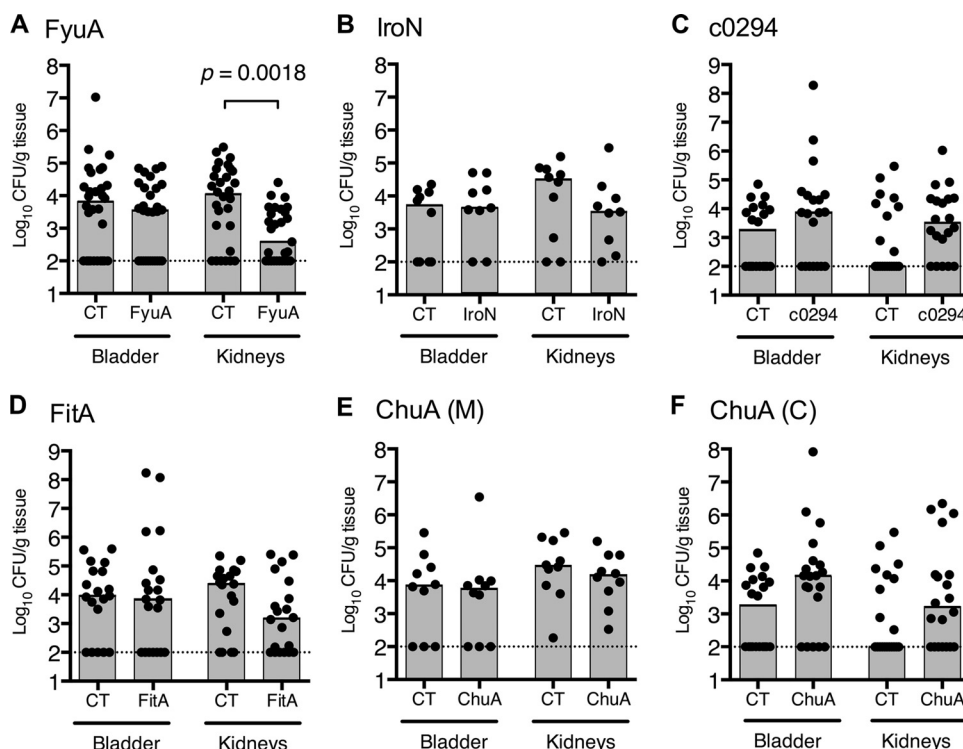 A FyuA
Log10 CFU/g tissue
8
7
6
5
4
3
2
1
p = 0.0018
CT FyuA CT FyuA
Bladder Kidneys
B IroN
Log10 CFU/g tissue
8
7
6
5
4
3
2
1
CT IroN CT IroN
Bladder Kidneys
C c0294
Log10 CFU/g tissue
9
8
7
6
5
4
3
2
1
CT c0294 CT c0294
Bladder Kidneys
D FitA
Log10 CFU/g tissue
9
8
7
6
5
4
3
2
1
CT FitA CT FitA
Bladder Kidneys
E ChuA (M)
Log10 CFU/g tissue
8
7
6
5
4
3
2
1
CT ChuA CT ChuA
Bladder Kidneys
F ChuA (C)
Log10 CFU/g tissue
8
7
6
5
4
3
2
1
CT ChuA CT ChuA
Bladder Kidneys